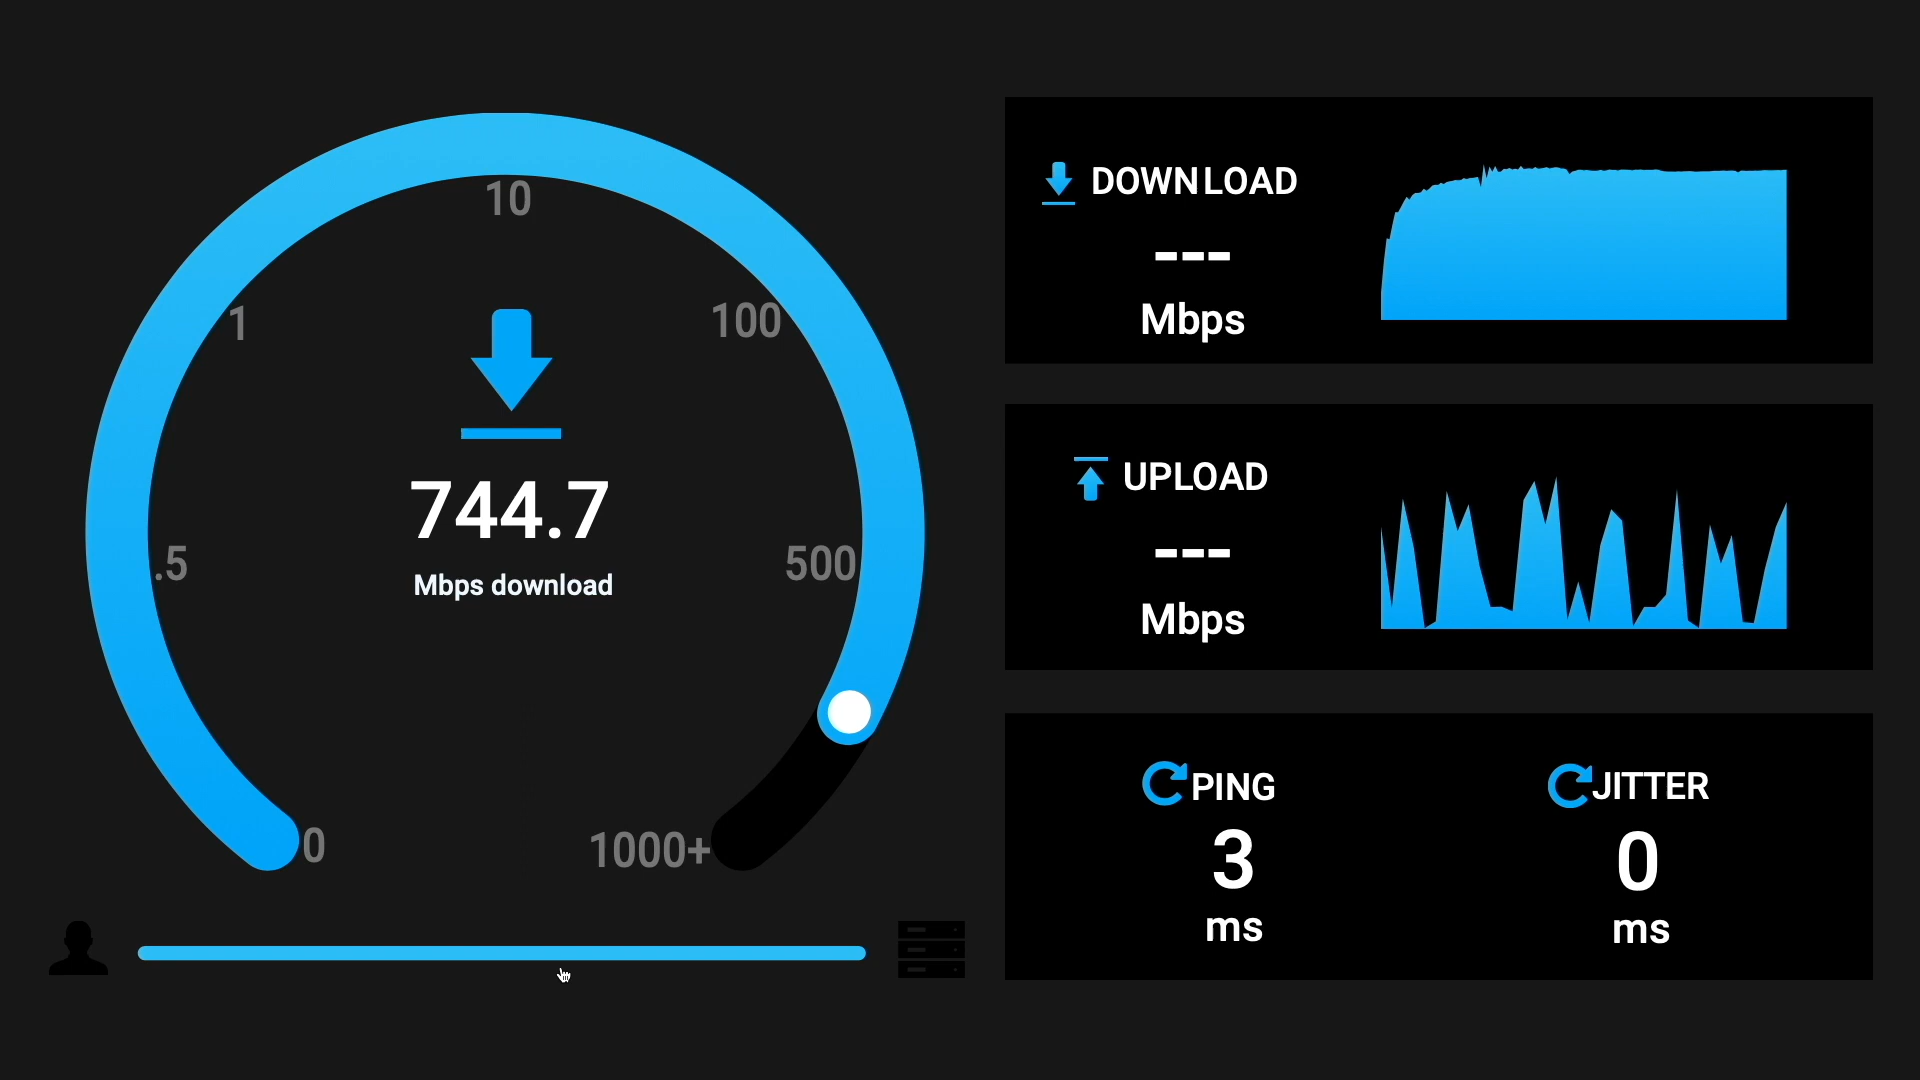 10
1
100
744.7
Mbps download
.5
500
0
1000+
DOWNLOAD
---
Mbps
UPLOAD
---
Mbps
PING
3
ms
JITTER
0
ms